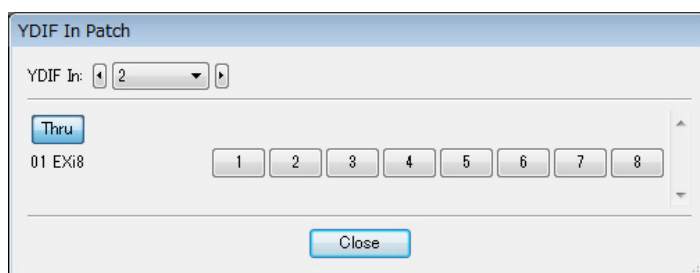 YDIF In Patch
YDIF In: 2
Thru
01 EXi8 1 2 3 4 5 6 7 8
Close